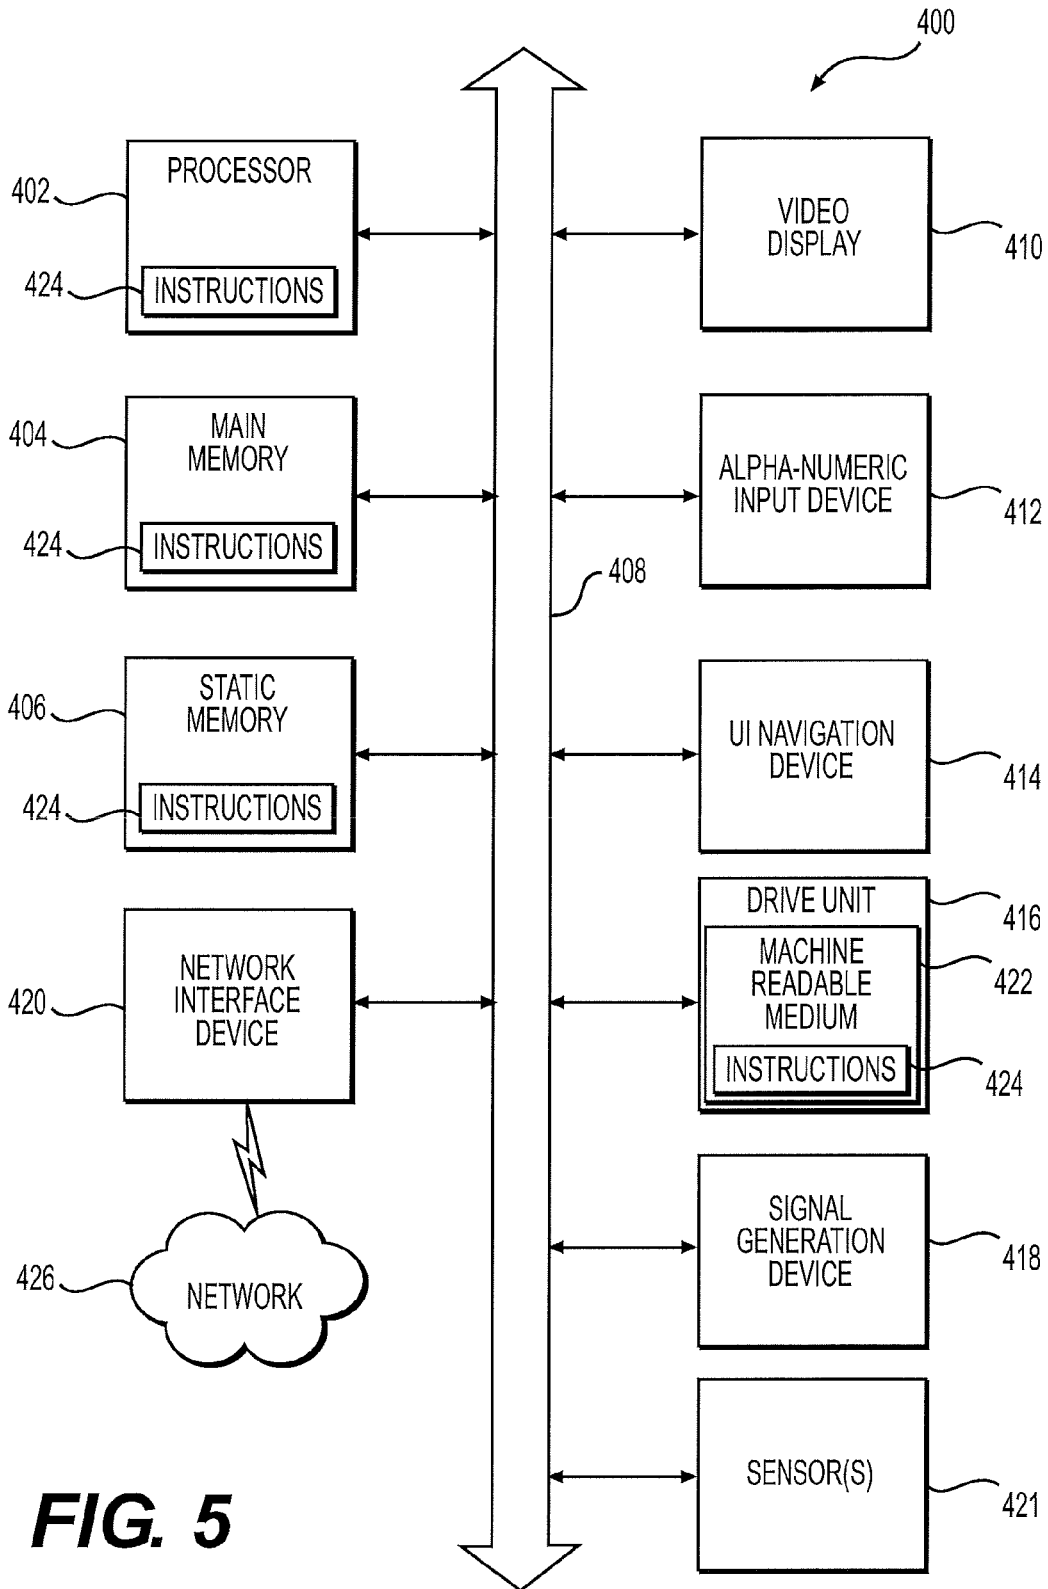 400
PROCESSOR
402
424
INSTRUCTIONS
VIDEO
DISPLAY
410
MAIN
MEMORY
404
424
INSTRUCTIONS
ALPHA-NUMERIC
INPUT DEVICE
412
408
STATIC
MEMORY
406
424
INSTRUCTIONS
UI NAVIGATION
DEVICE
414
NETWORK
INTERFACE
DEVICE
420
DRIVE UNIT
416
MACHINE
READABLE
MEDIUM
422
INSTRUCTIONS
424
426
NETWORK
SIGNAL
GENERATION
DEVICE
418
SENSOR(S)
421
FIG. 5